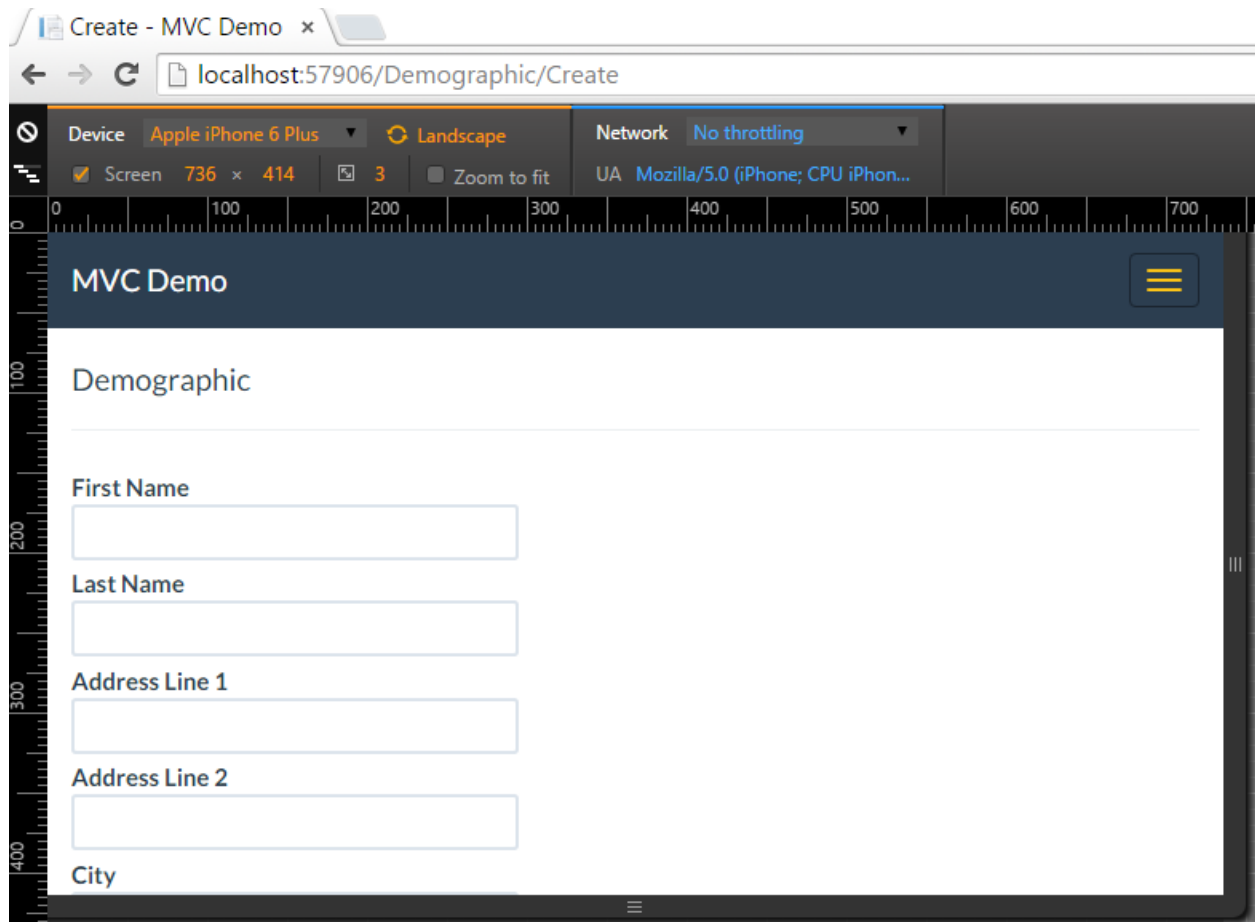 Create - MVC Demo ×
localhost:57906/Demographic/Create
Device Apple iPhone 6 Plus ▼ Landscape Network No throttling ▼
Screen 736 × 414 3 Zoom to fit UA Mozilla/5.0 (iPhone; CPU iPhon...
0 100 200 300 400 500 600 700
0
MVC Demo
100
Demographic
First Name
200
Last Name
300
Address Line 1
Address Line 2
400
City